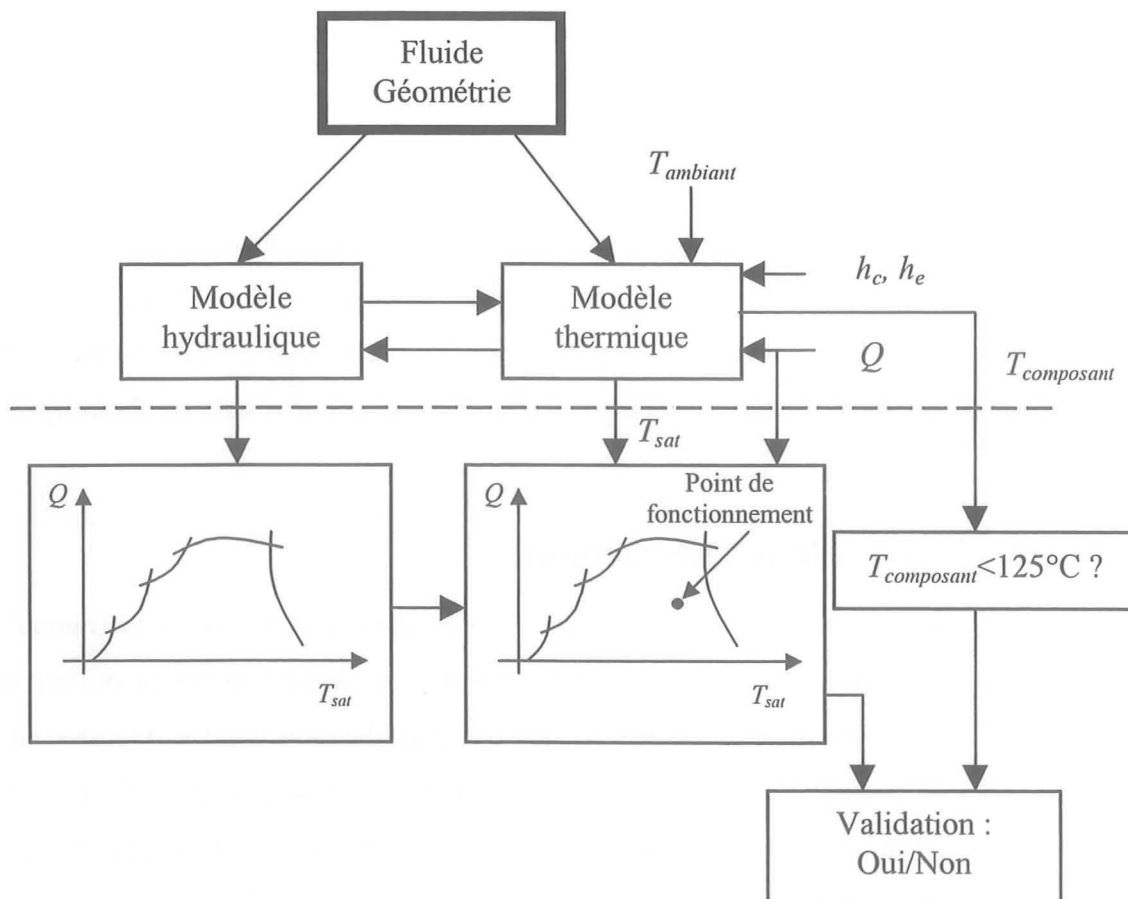 Fluide
Géométrie
T_ambiant
h_c, h_e
Modèle
hydraulique
Modèle
thermique
Q
T_composant
T_sat
Q
T_sat
Q
Point de
fonctionnement
T_sat
T_composant<125°C ?
Validation :
Oui/Non